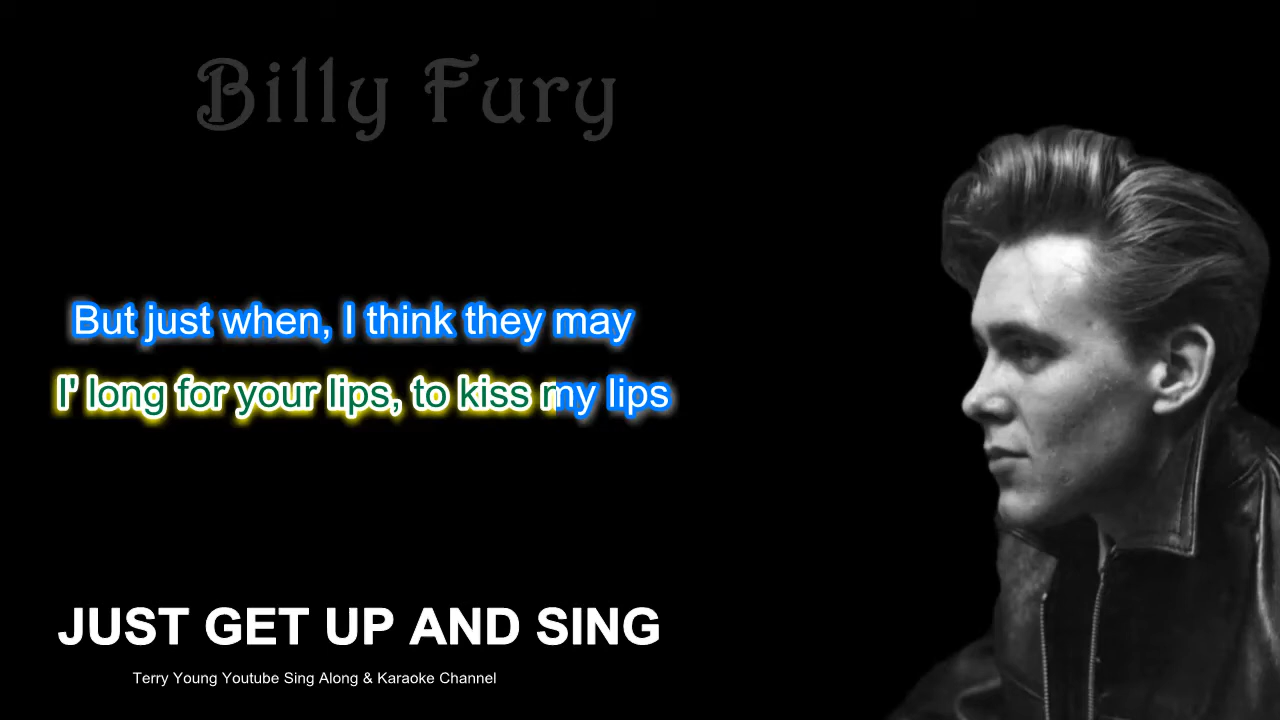 Billy Fury
But just when, I think they may
I' long for your lips, to kiss my lips
JUST GET UP AND SING
Terry Young Youtube Sing Along & Karaoke Channel